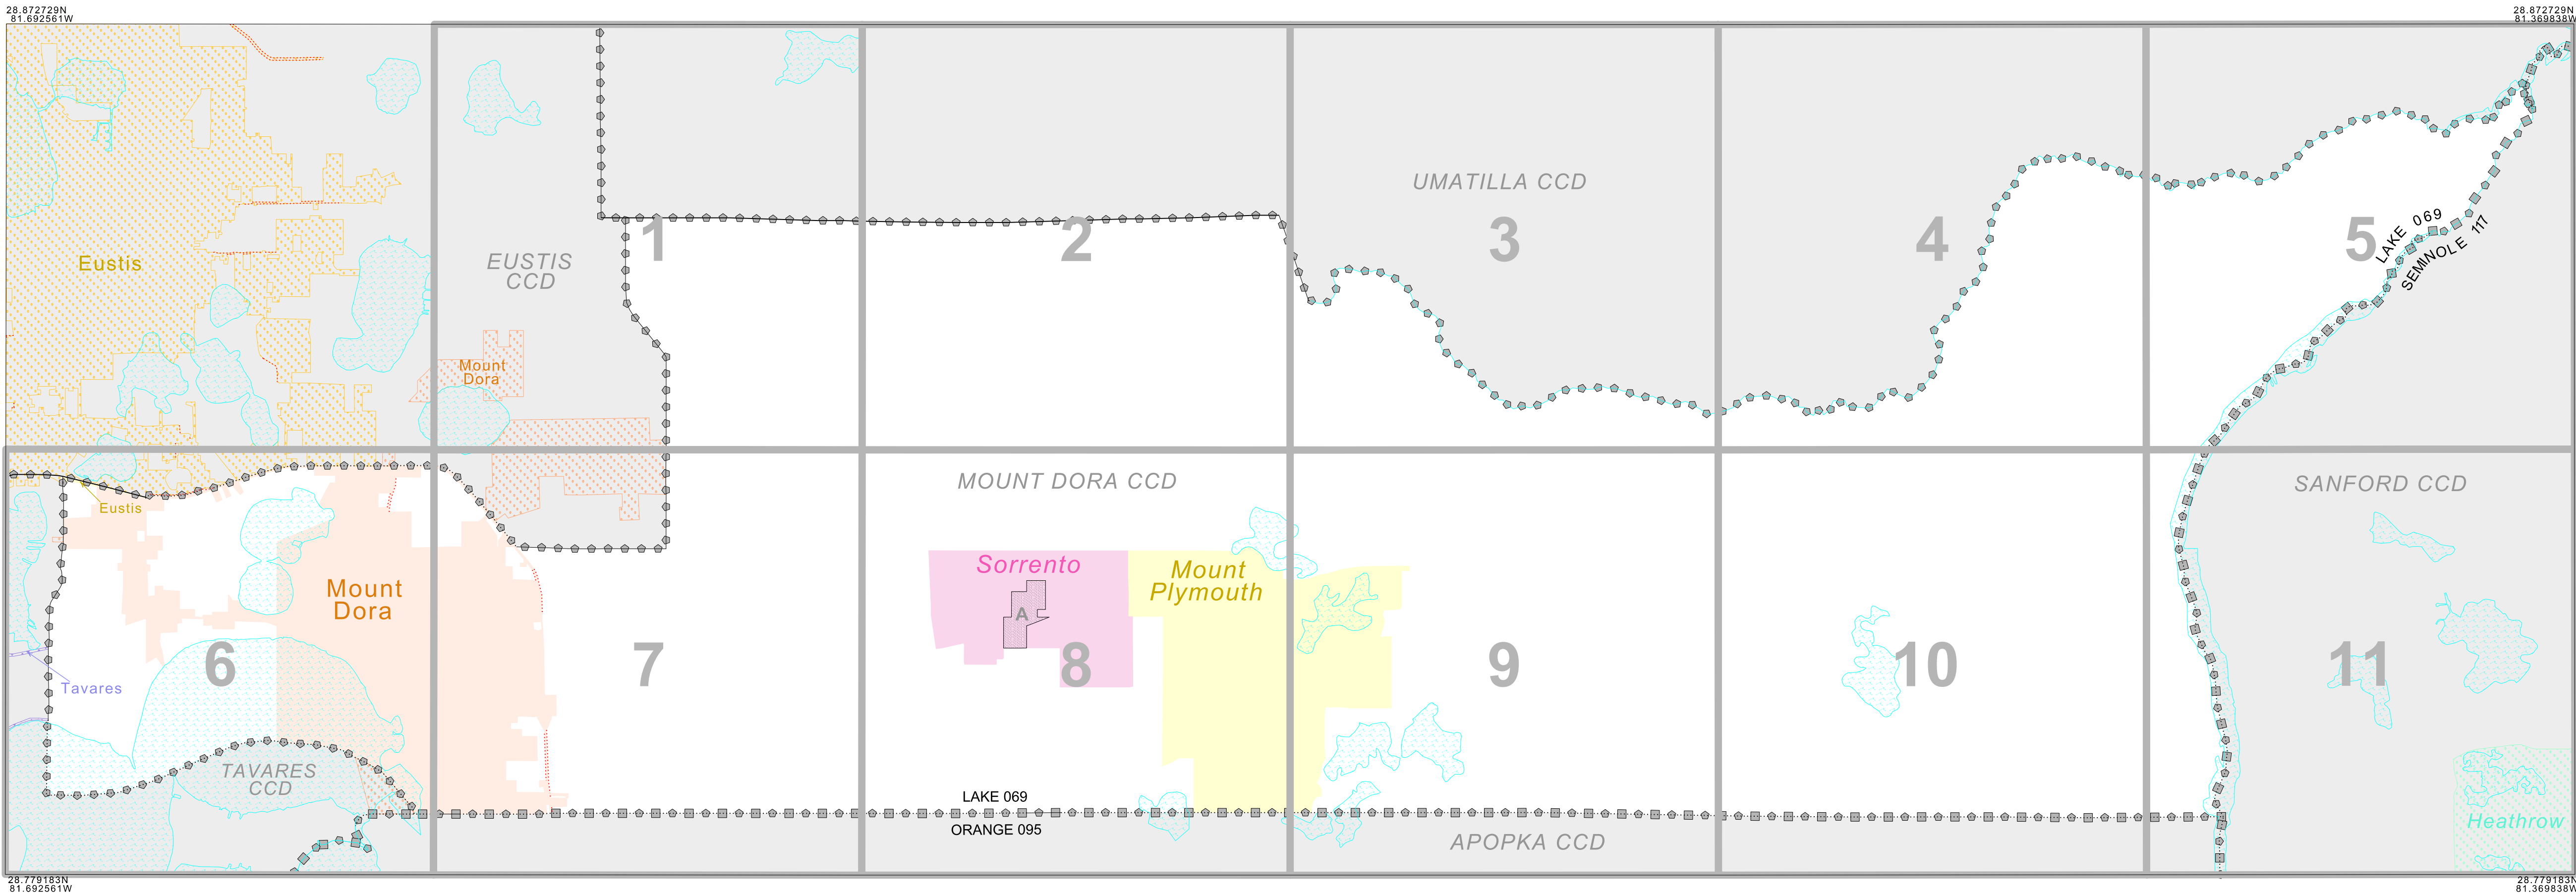 28.872729N
81.692561W
28.872729N
81.369838W
UMATILLA CCD
LAKE 069
SEMINOLE 117
1
2
3
4
5
Eustis
EUSTIS
CCD
Mount
Dora
MOUNT DORA CCD
SANFORD CCD
Eustis
Sorrento
Mount
Plymouth
Mount
Dora
A
6
7
8
9
10
11
Tavares
TAVARES
CCD
LAKE 069
ORANGE 095
APOPKA CCD
Heathrow
28.779183N
81.692561W
28.779183N
81.369838W